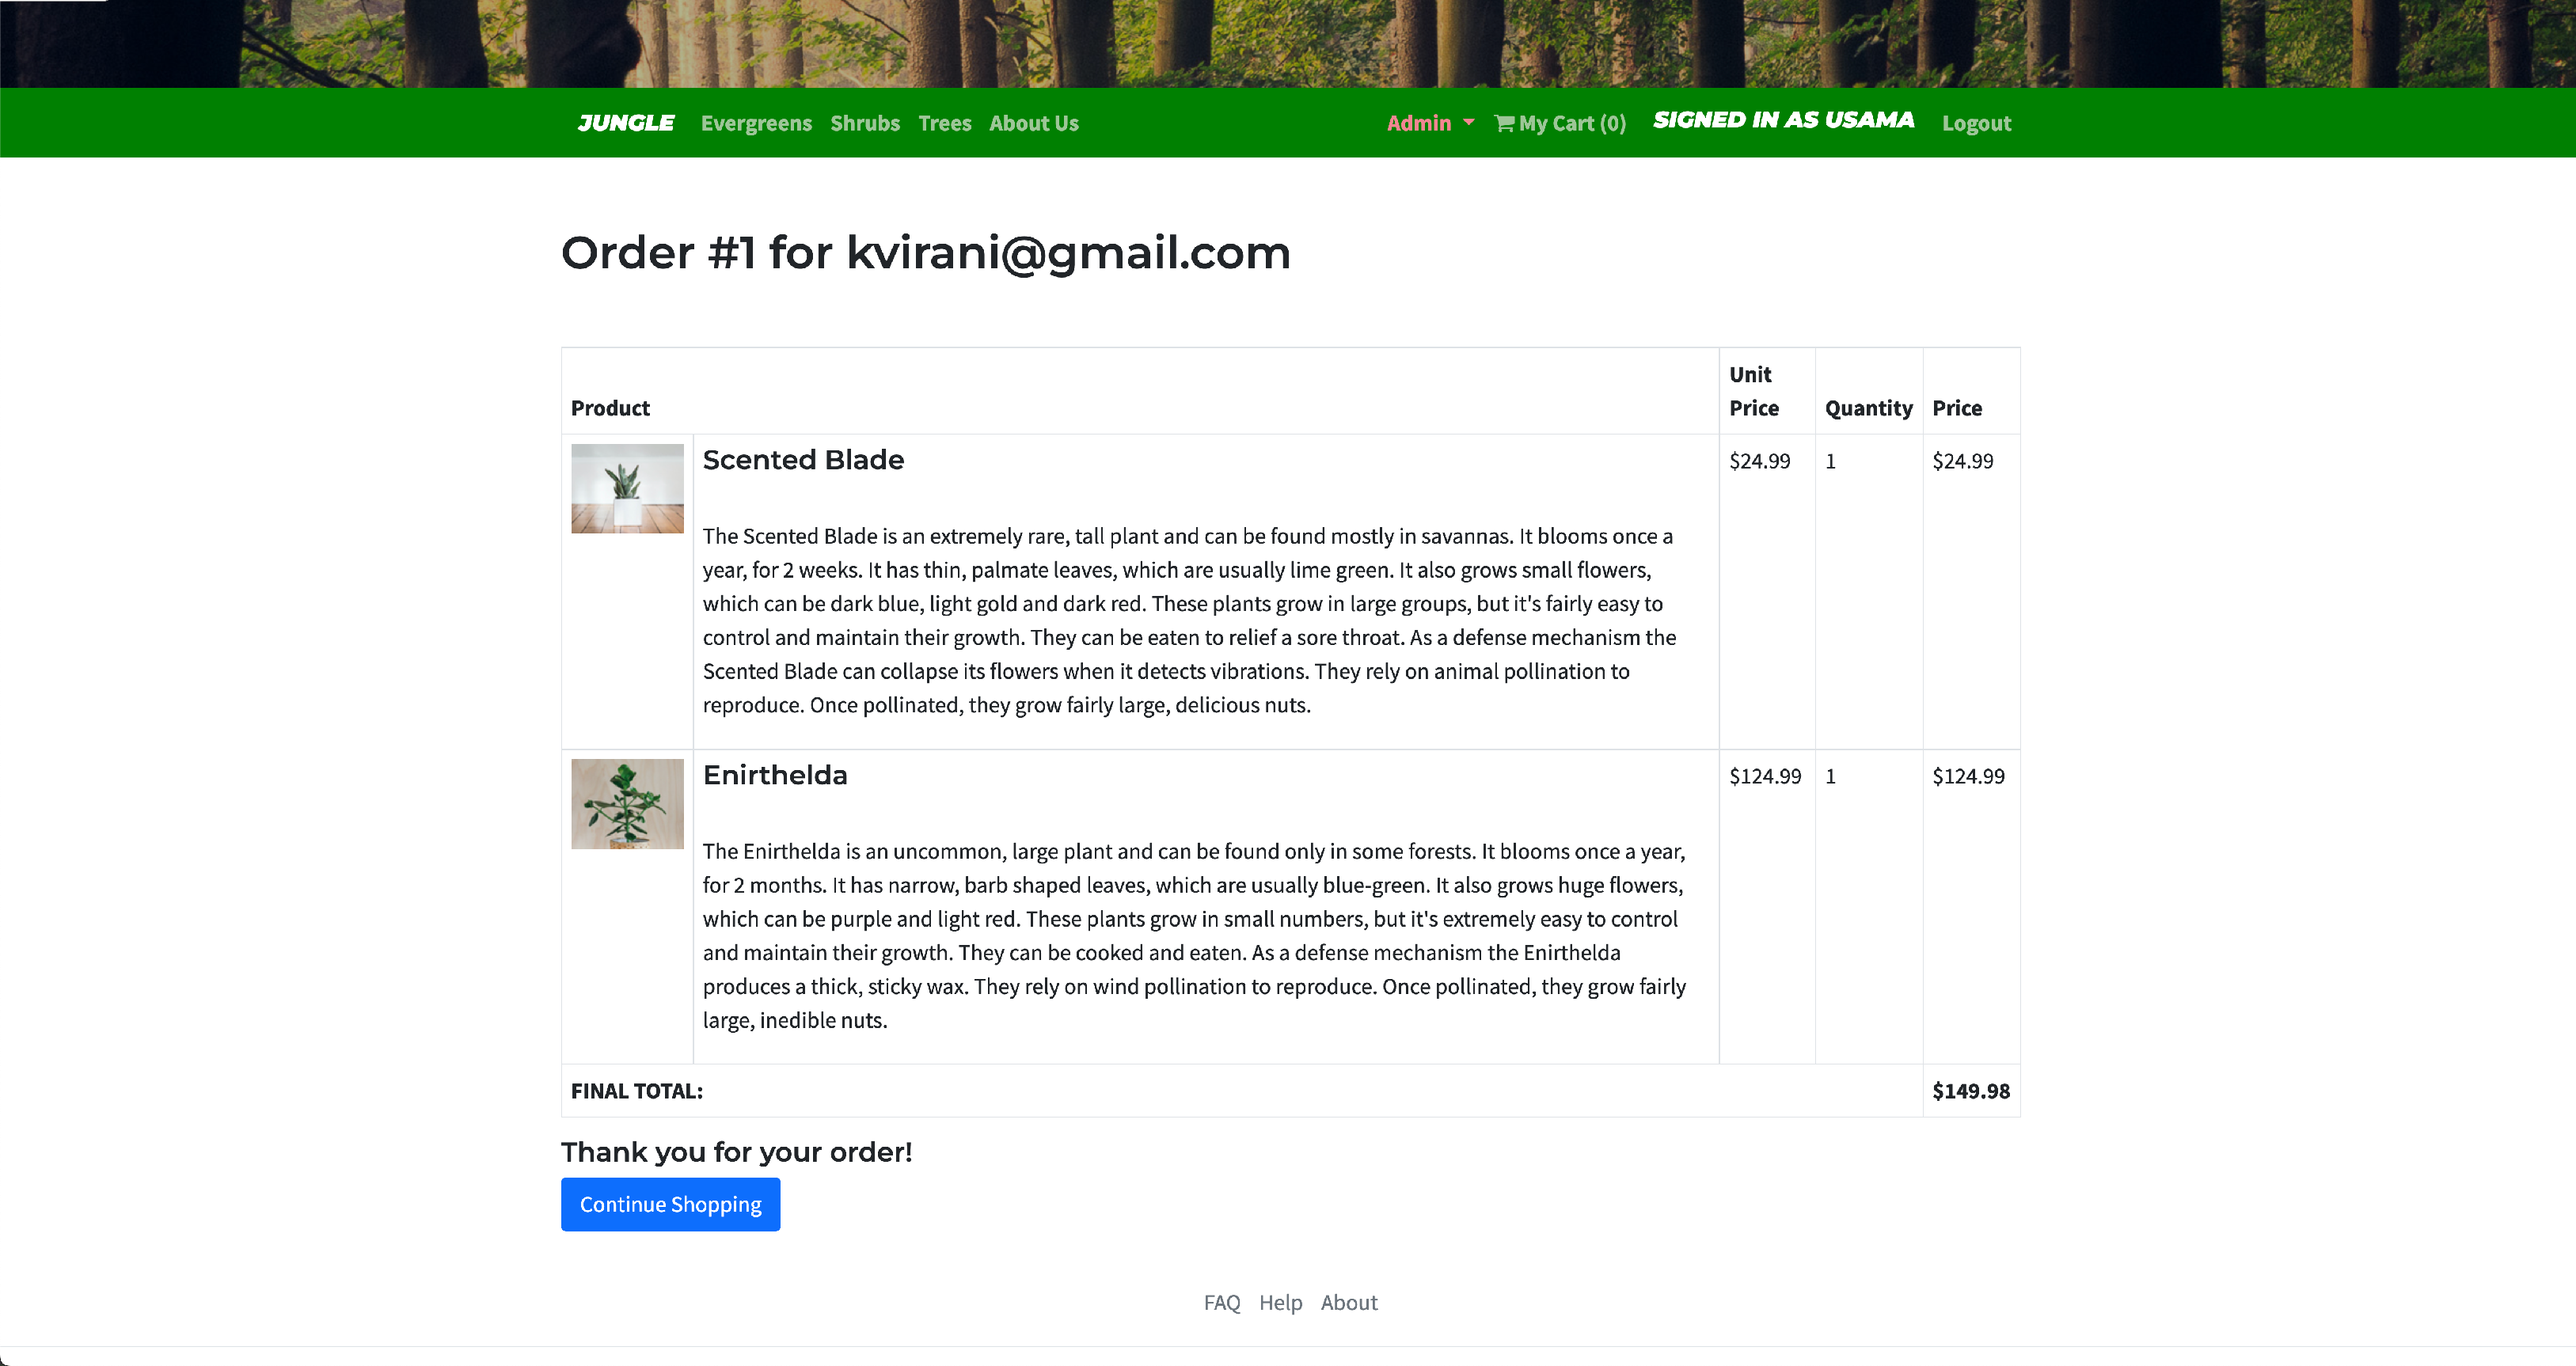 JUNGLE Evergreens Shrubs Trees About Us Admin My Cart (0) SIGNED IN AS USAMA Logout
Order #1 for kvirani@gmail.com
Product Unit Price Quantity Price
Scented Blade $24.99 1 $24.99
The Scented Blade is an extremely rare, tall plant and can be found mostly in savannas. It blooms once a
year, for 2 weeks. It has thin, palmate leaves, which are usually lime green. It also grows small flowers,
which can be dark blue, light gold and dark red. These plants grow in large groups, but it's fairly easy to
control and maintain their growth. They can be eaten to relief a sore throat. As a defense mechanism the
Scented Blade can collapse its flowers when it detects vibrations. They rely on animal pollination to
reproduce. Once pollinated, they grow fairly large, delicious nuts.
Enirthelda $124.99 1 $124.99
The Enirthelda is an uncommon, large plant and can be found only in some forests. It blooms once a year,
for 2 months. It has narrow, barb shaped leaves, which are usually blue-green. It also grows huge flowers,
which can be purple and light red. These plants grow in small numbers, but it's extremely easy to control
and maintain their growth. They can be cooked and eaten. As a defense mechanism the Enirthelda
produces a thick, sticky wax. They rely on wind pollination to reproduce. Once pollinated, they grow fairly
large, inedible nuts.
FINAL TOTAL: $149.98
Thank you for your order!
Continue Shopping
FAQ Help About